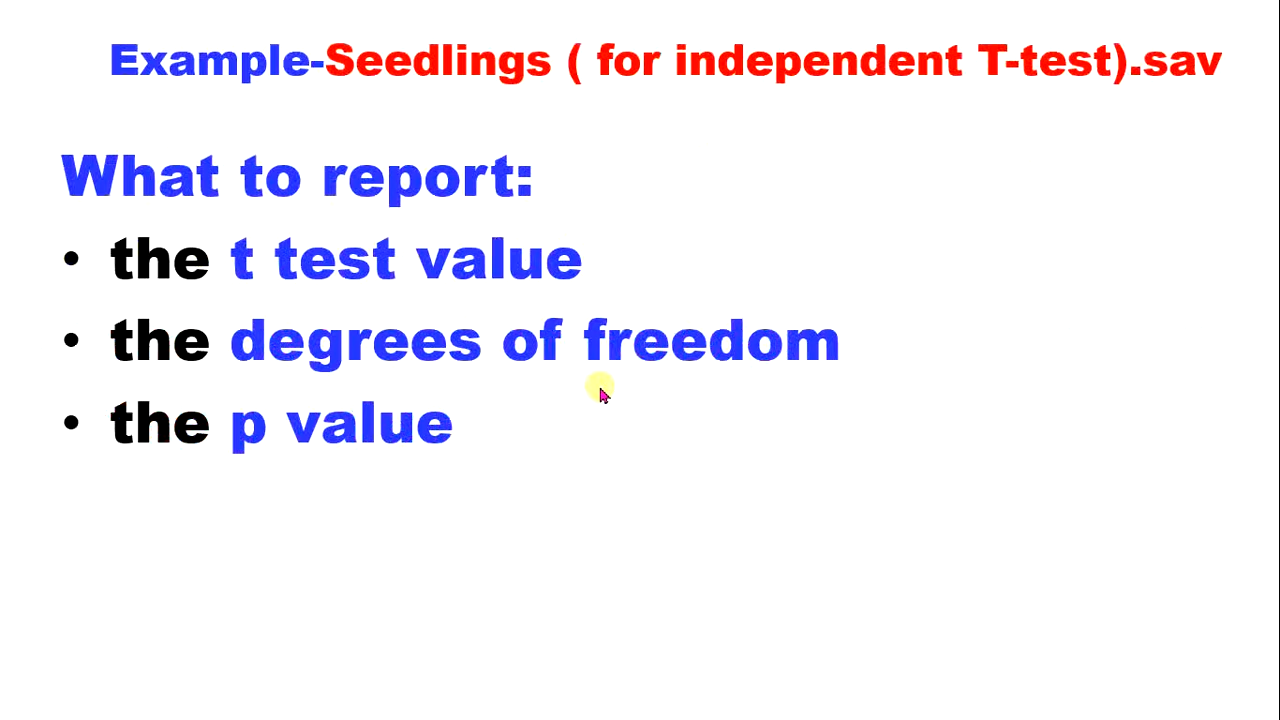 Example-Seedlings ( for independent T-test).sav
What to report:
• the t test value
• the degrees of freedom
• the p value